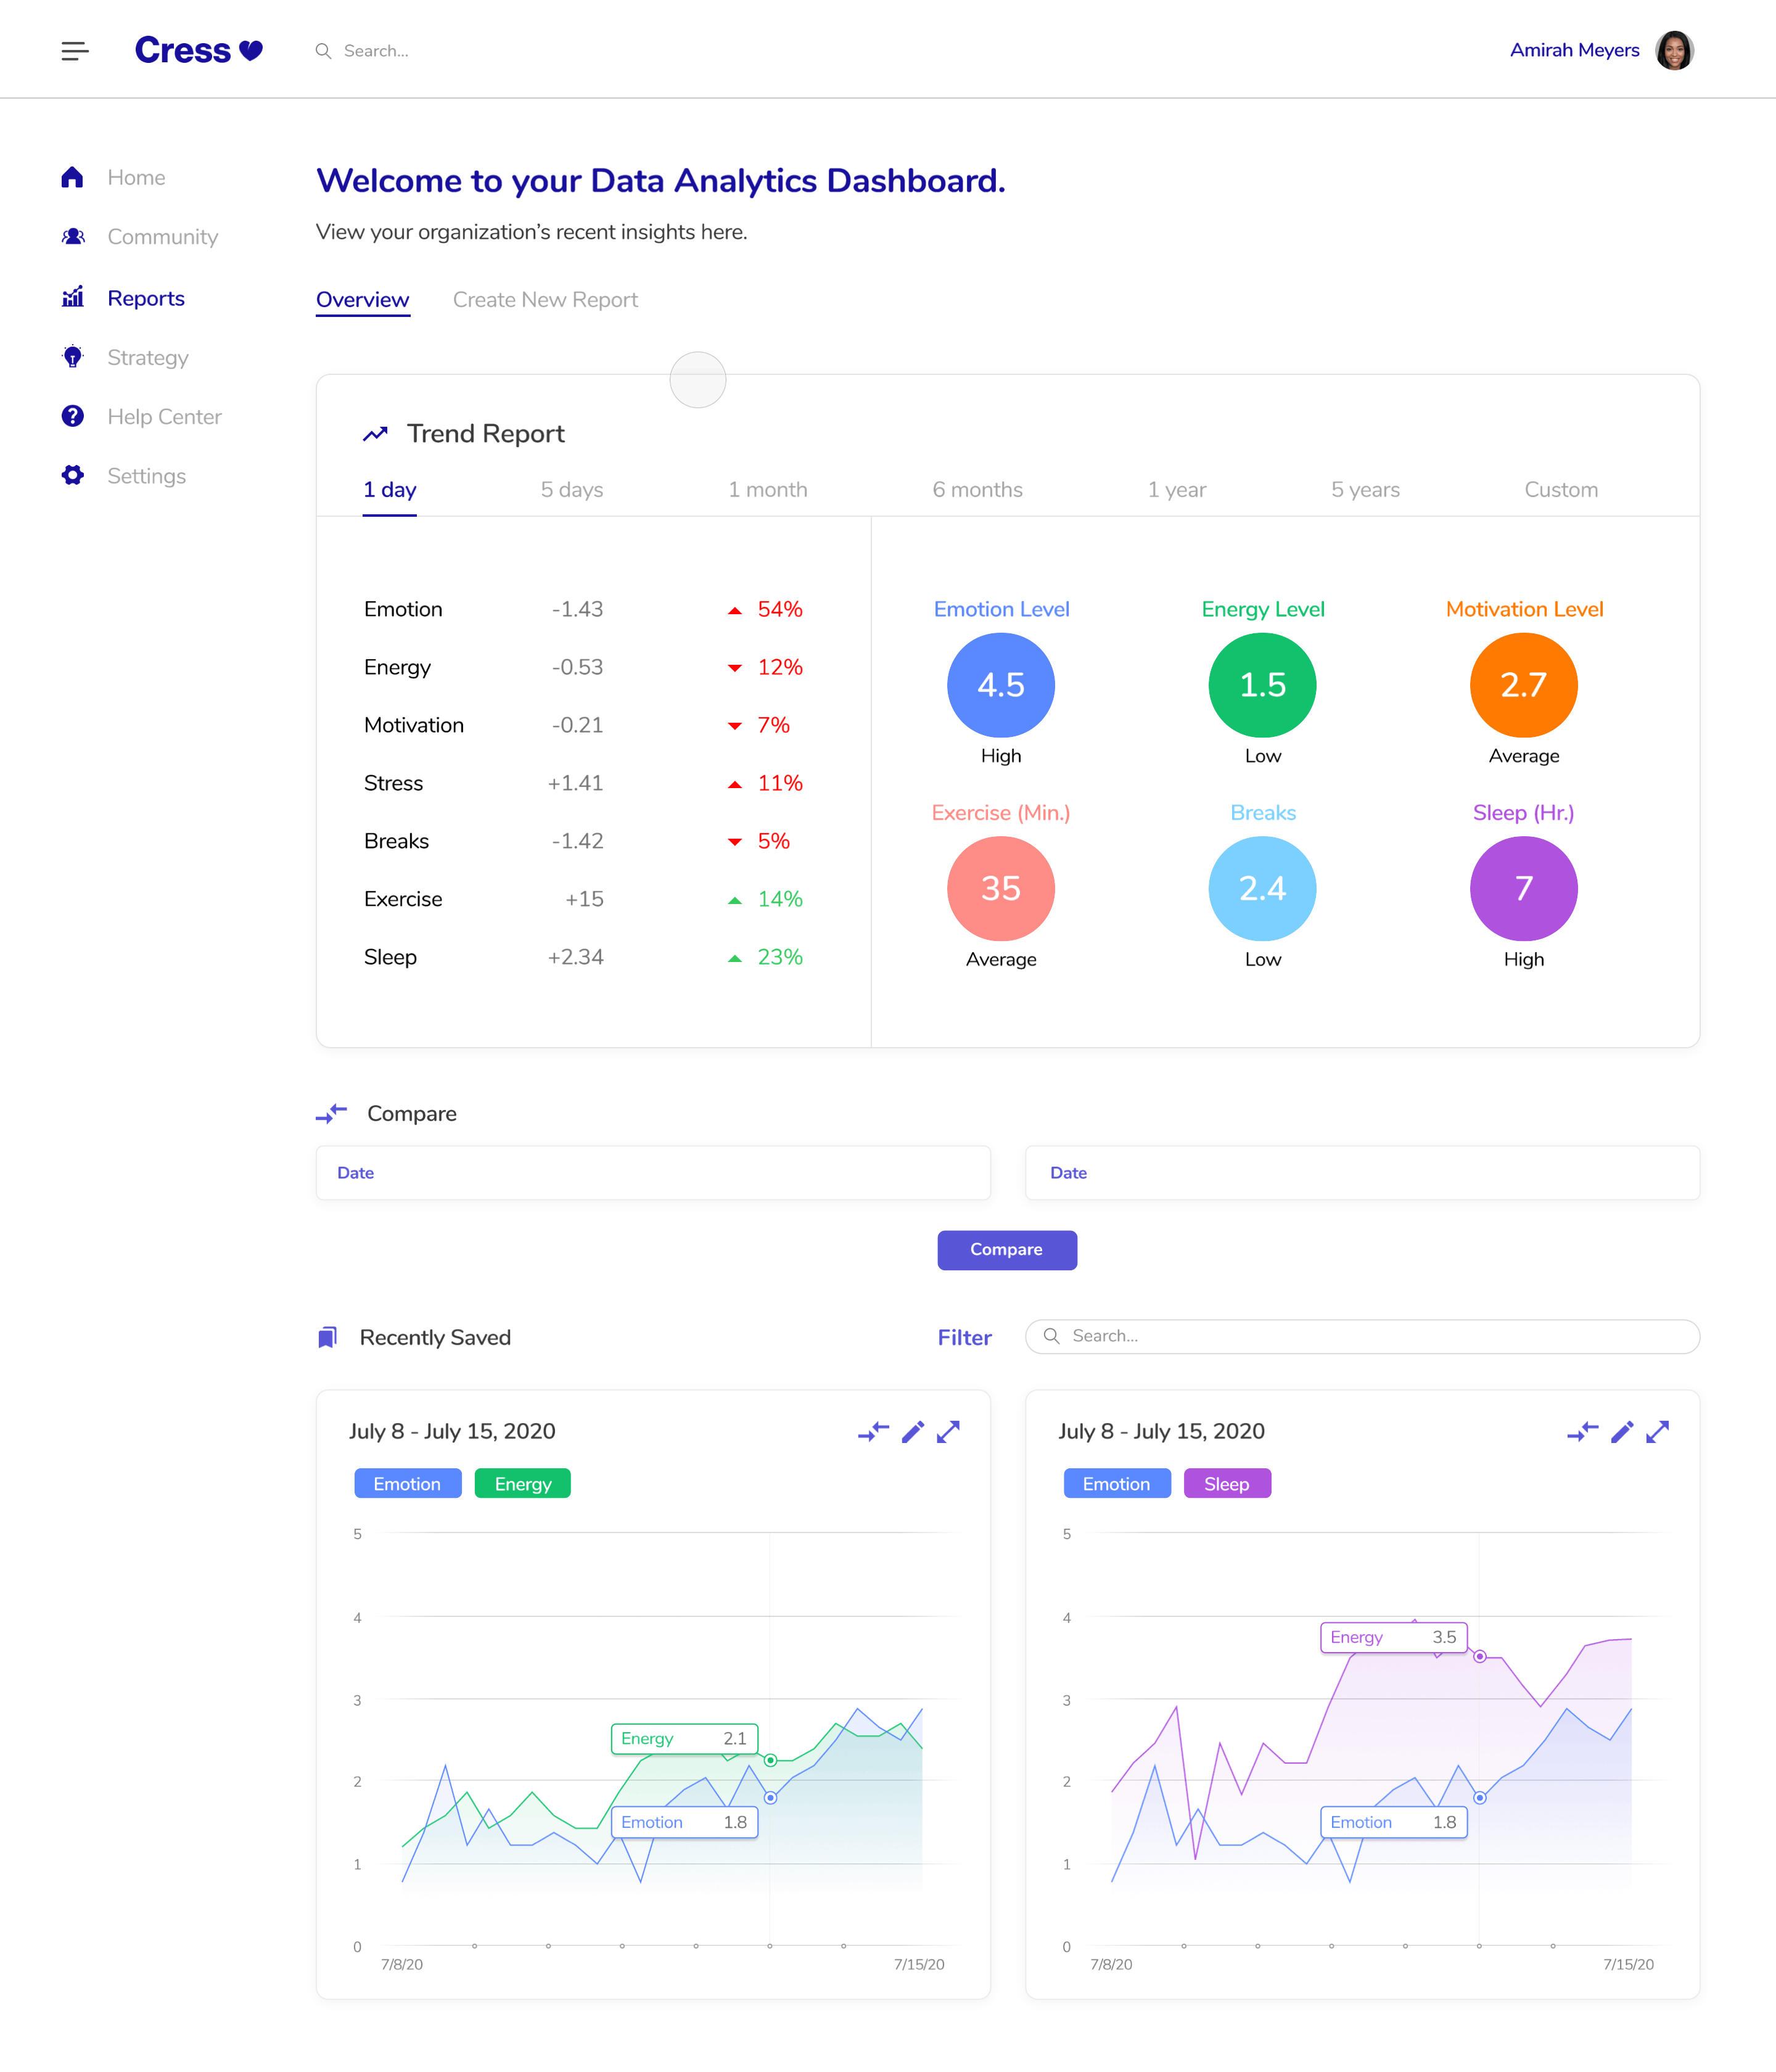 Cress
Search...
Amirah Meyers
Home
Community
Reports
Strategy
Help Center
Settings
Welcome to your Data Analytics Dashboard.
View your organization’s recent insights here.
Overview Create New Report
Trend Report
1 day 5 days 1 month 6 months 1 year 5 years Custom
Emotion -1.43 54%
Energy -0.53 12%
Motivation -0.21 7%
Stress +1.41 11%
Breaks -1.42 5%
Exercise +15 14%
Sleep +2.34 23%
Emotion Level Energy Level Motivation Level
4.5 1.5 2.7
High Low Average
Exercise (Min.) Breaks Sleep (Hr.)
35 2.4 7
Average Low High
Compare
Date Date
Compare
Recently Saved Filter Search...
July 8 - July 15, 2020
Emotion Energy
5
4
3
Energy 2.1
2
Emotion 1.8
1
0
7/8/20 7/15/20
July 8 - July 15, 2020
Emotion Sleep
5
4
Energy 3.5
3
2
Emotion 1.8
1
0
7/8/20 7/15/20